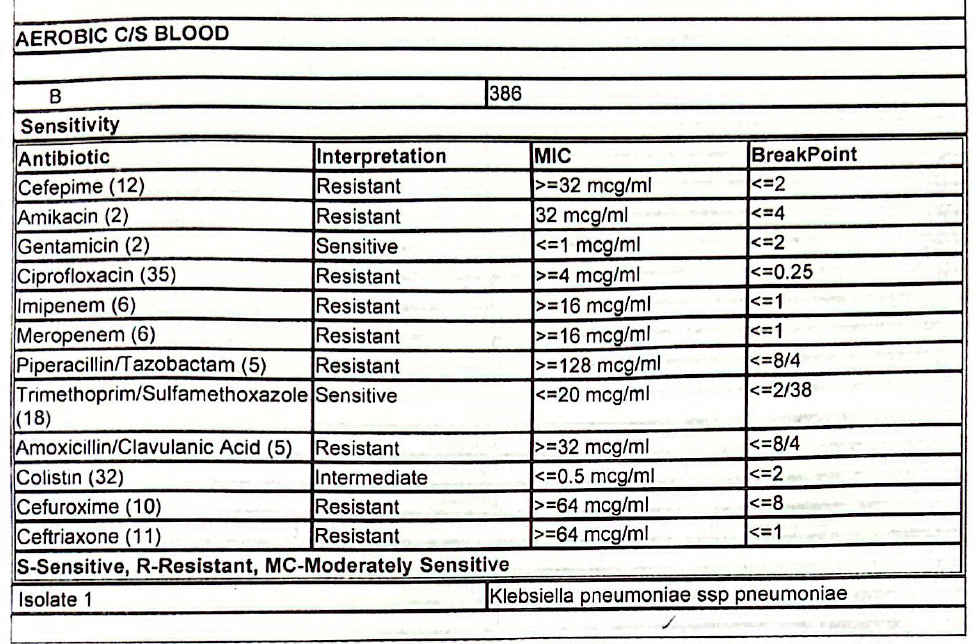 AEROBIC C/S BLOOD
B 386
Sensitivity
Antibiotic Interpretation MIC BreakPoint
Cefepime (12) Resistant >=32 mcg/ml <=2
Amikacin (2) Resistant 32 mcg/ml <=4
Gentamicin (2) Sensitive <=1 mcg/ml <=2
Ciprofloxacin (35) Resistant >=4 mcg/ml <=0.25
Imipenem (6) Resistant >=16 mcg/ml <=1
Meropenem (6) Resistant >=16 mcg/ml <=1
Piperacillin/Tazobactam (5) Resistant >=128 mcg/ml <=8/4
Trimethoprim/Sulfamethoxazole Sensitive <=20 mcg/ml <=2/38
(18)
Amoxicillin/Clavulanic Acid (5) Resistant >=32 mcg/ml <=8/4
Colistin (32) Intermediate <=0.5 mcg/ml <=2
Cefuroxime (10) Resistant >=64 mcg/ml <=8
Ceftriaxone (11) Resistant >=64 mcg/ml <=1
S-Sensitive, R-Resistant, MC-Moderately Sensitive
Isolate 1 Klebsiella pneumoniae ssp pneumoniae